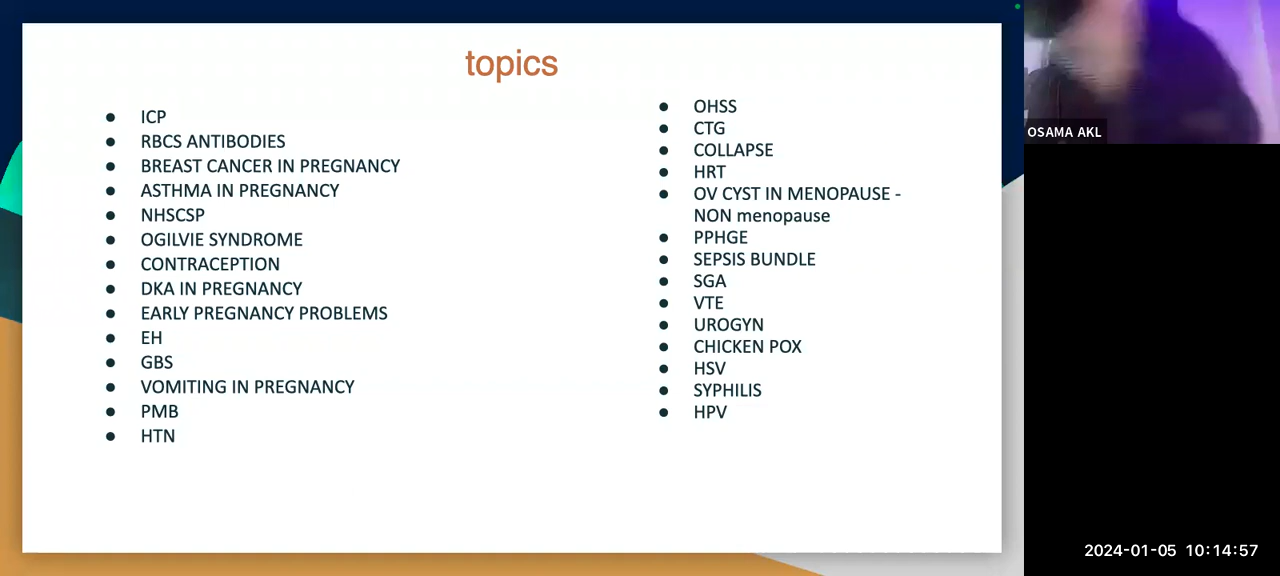 topics
ICP
RBCS ANTIBODIES
BREAST CANCER IN PREGNANCY
ASTHMA IN PREGNANCY
NHSCSP
OGILVIE SYNDROME
CONTRACEPTION
DKA IN PREGNANCY
EARLY PREGNANCY PROBLEMS
EH
GBS
VOMITING IN PREGNANCY
PMB
HTN
OHSS
CTG
COLLAPSE
HRT
OV CYST IN MENOPAUSE -
NON menopause
PPHGE
SEPSIS BUNDLE
SGA
VTE
UROGYN
CHICKEN POX
HSV
SYPHILIS
HPV
OSAMA AKL
2024-01-05 10:14:57